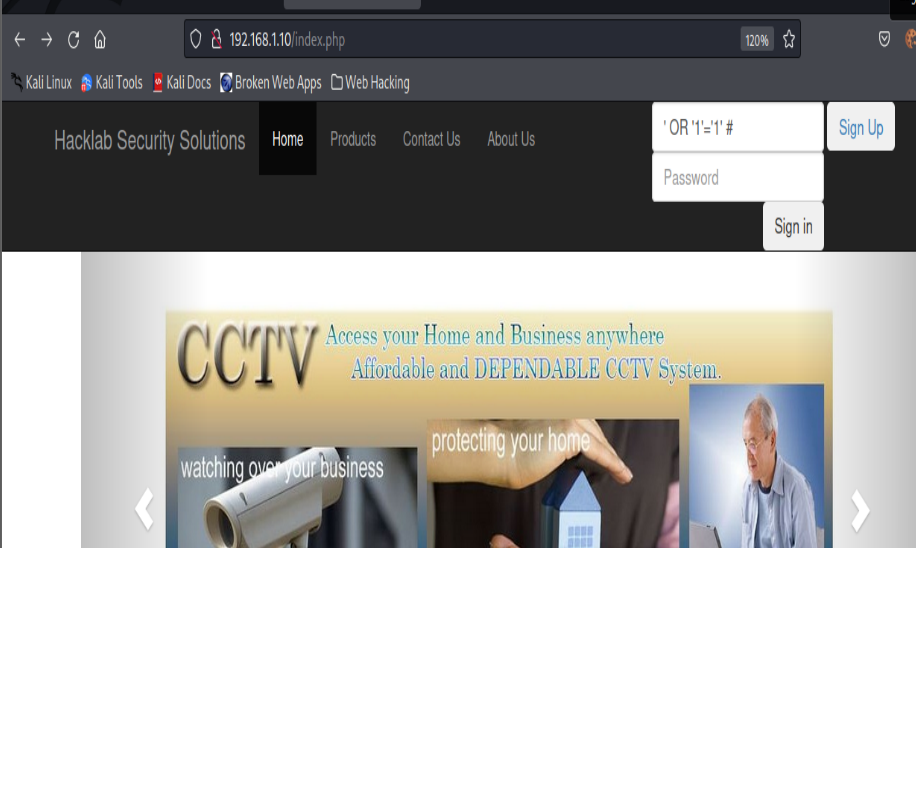 192.168.1.10/index.php
120%
Kali Linux Kali Tools Kali Docs Broken Web Apps Web Hacking
Hacklab Security Solutions Home Products Contact Us About Us
' OR '1'='1' #
Sign Up
Password
Sign in
CCTV Access your Home and Business anywhere
Affordable and DEPENDABLE CCTV System.
protecting your home
watching over your business